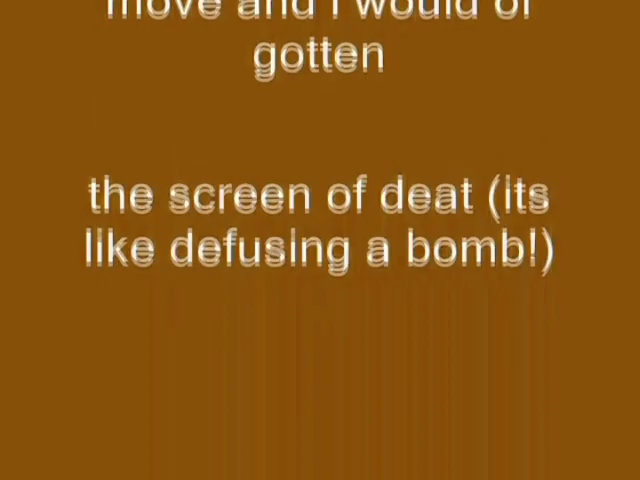 move and i would of
gotten
the screen of deat (its
like defusing a bomb!)